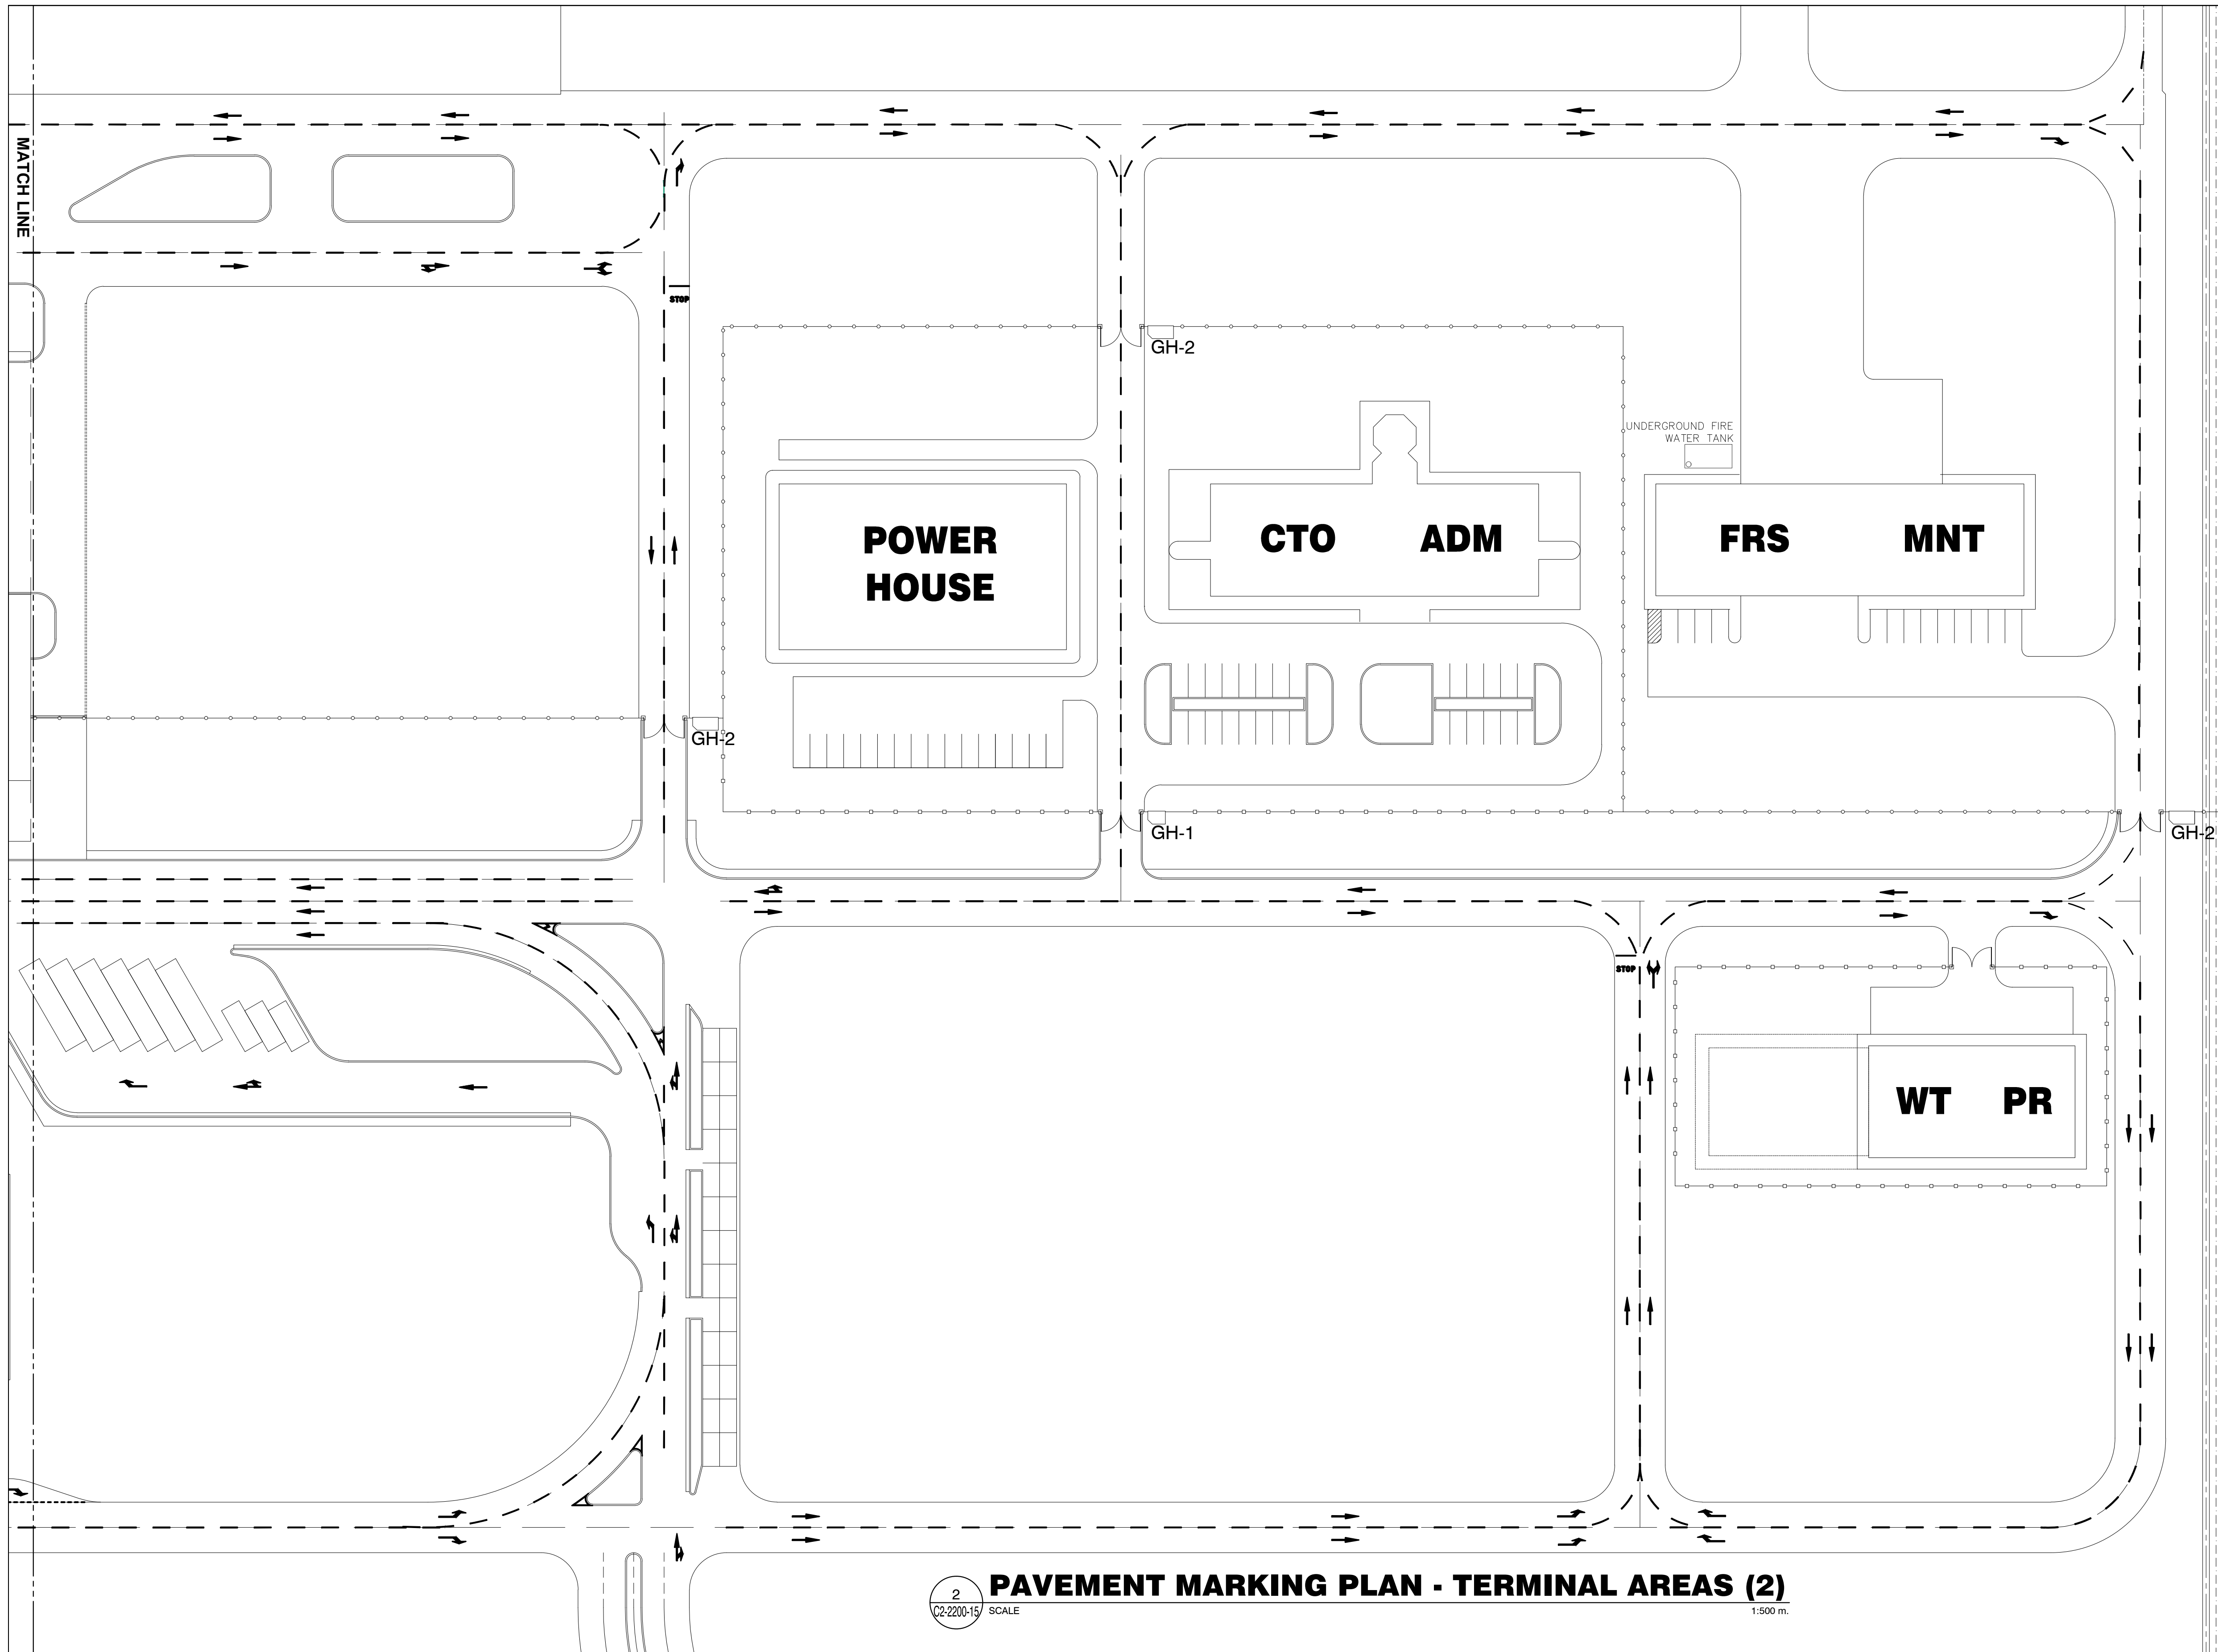 MATCH LINE
STOP
GH-2
UNDERGROUND FIRE
WATER TANK
POWER
HOUSE
CTO ADM
FRS MNT
GH-2
GH-1
GH-2
STOP
WT PR
2
C2-2200-15
PAVEMENT MARKING PLAN - TERMINAL AREAS (2)
SCALE 1:500 m.